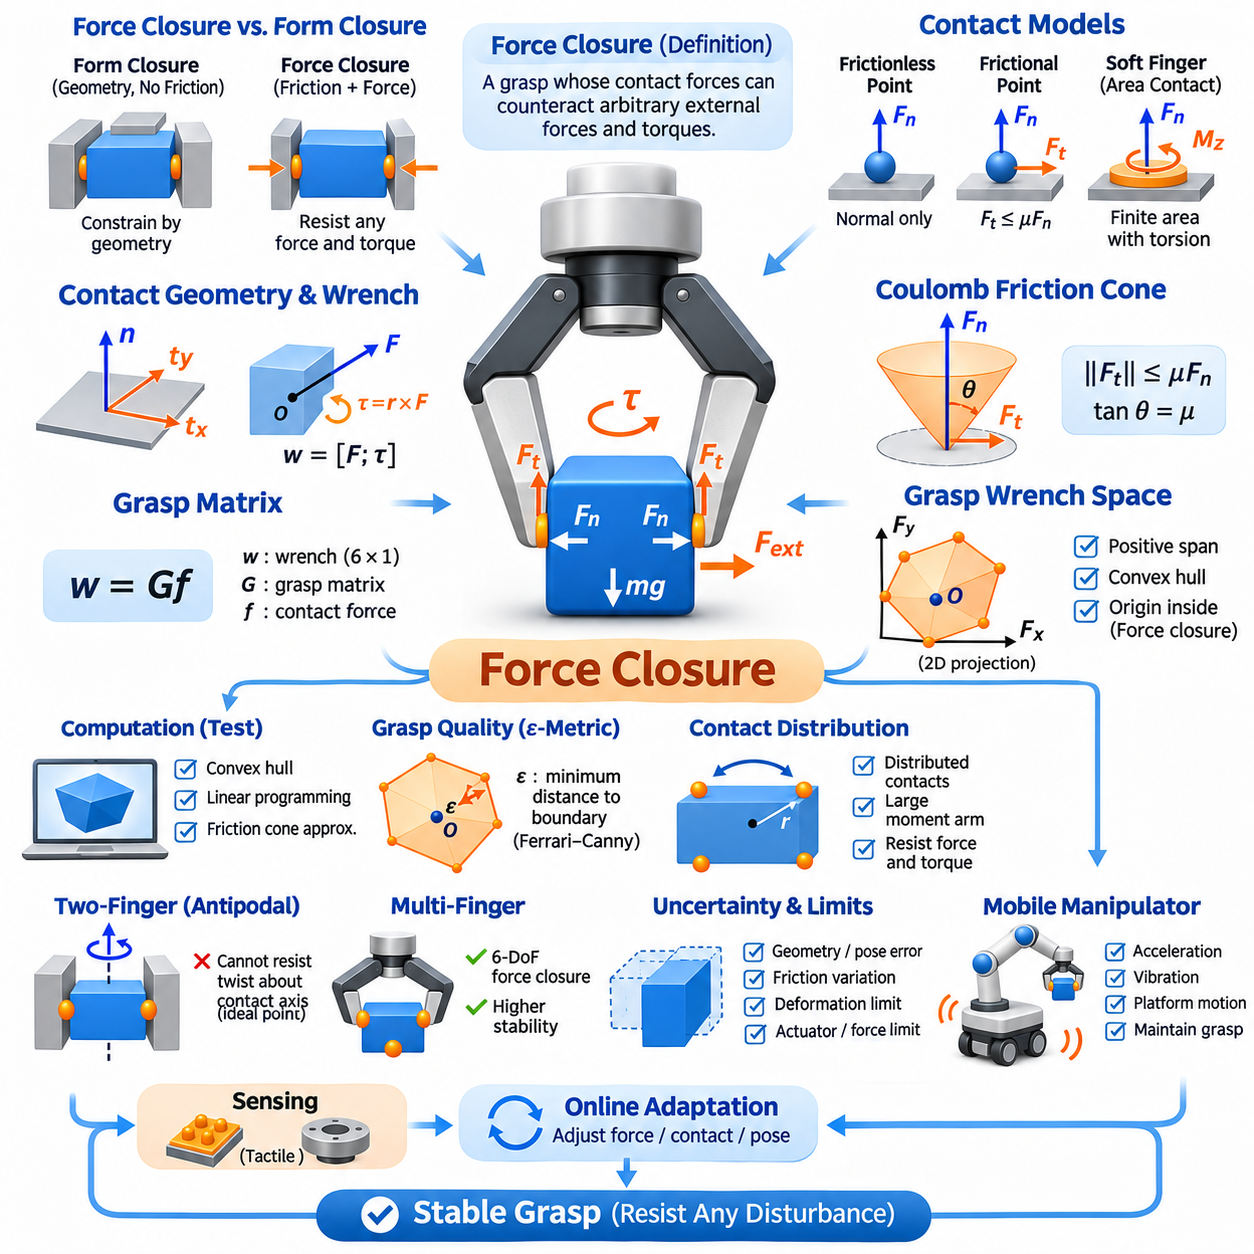 Force Closure vs. Form Closure
Form Closure
(Geometry, No Friction)
Constrain by
geometry
Force Closure
(Friction + Force)
Resist any
force and torque
Force Closure (Definition)
A grasp whose contact forces can
counteract arbitrary external
forces and torques.
Contact Models
Frictionless
Point
Fn
Normal only
Frictional
Point
Fn
Ft
Ft ≤ μFn
Soft Finger
(Area Contact)
Fn
Mz
Finite area
with torsion
Contact Geometry & Wrench
n
ty
tx
F
O
τ = r × F
w = [F; τ]
Coulomb Friction Cone
Fn
θ
Ft
||Ft|| ≤ μFn
tan θ = μ
τ
Ft
Ft
Fn
Fn
Fext
mg
Grasp Matrix
w = Gf
w : wrench (6 × 1)
G : grasp matrix
f : contact force
Grasp Wrench Space
Fy
O
Fx
(2D projection)
Positive span
Convex hull
Origin inside
(Force closure)
Force Closure
Computation (Test)
Convex hull
Linear programming
Friction cone approx.
Grasp Quality (ε-Metric)
ε
O
ε : minimum
distance to
boundary
(Ferrari–Canny)
Contact Distribution
r
Distributed
contacts
Large
moment arm
Resist force
and torque
Two-Finger (Antipodal)
Cannot resist
twist about
contact axis
(ideal point)
Multi-Finger
6-DoF
force closure
Higher
stability
Uncertainty & Limits
Geometry / pose error
Friction variation
Deformation limit
Actuator / force limit
Mobile Manipulator
Acceleration
Vibration
Platform motion
Maintain grasp
Sensing
(Tactile )
Online Adaptation
Adjust force / contact / pose
Stable Grasp (Resist Any Disturbance)